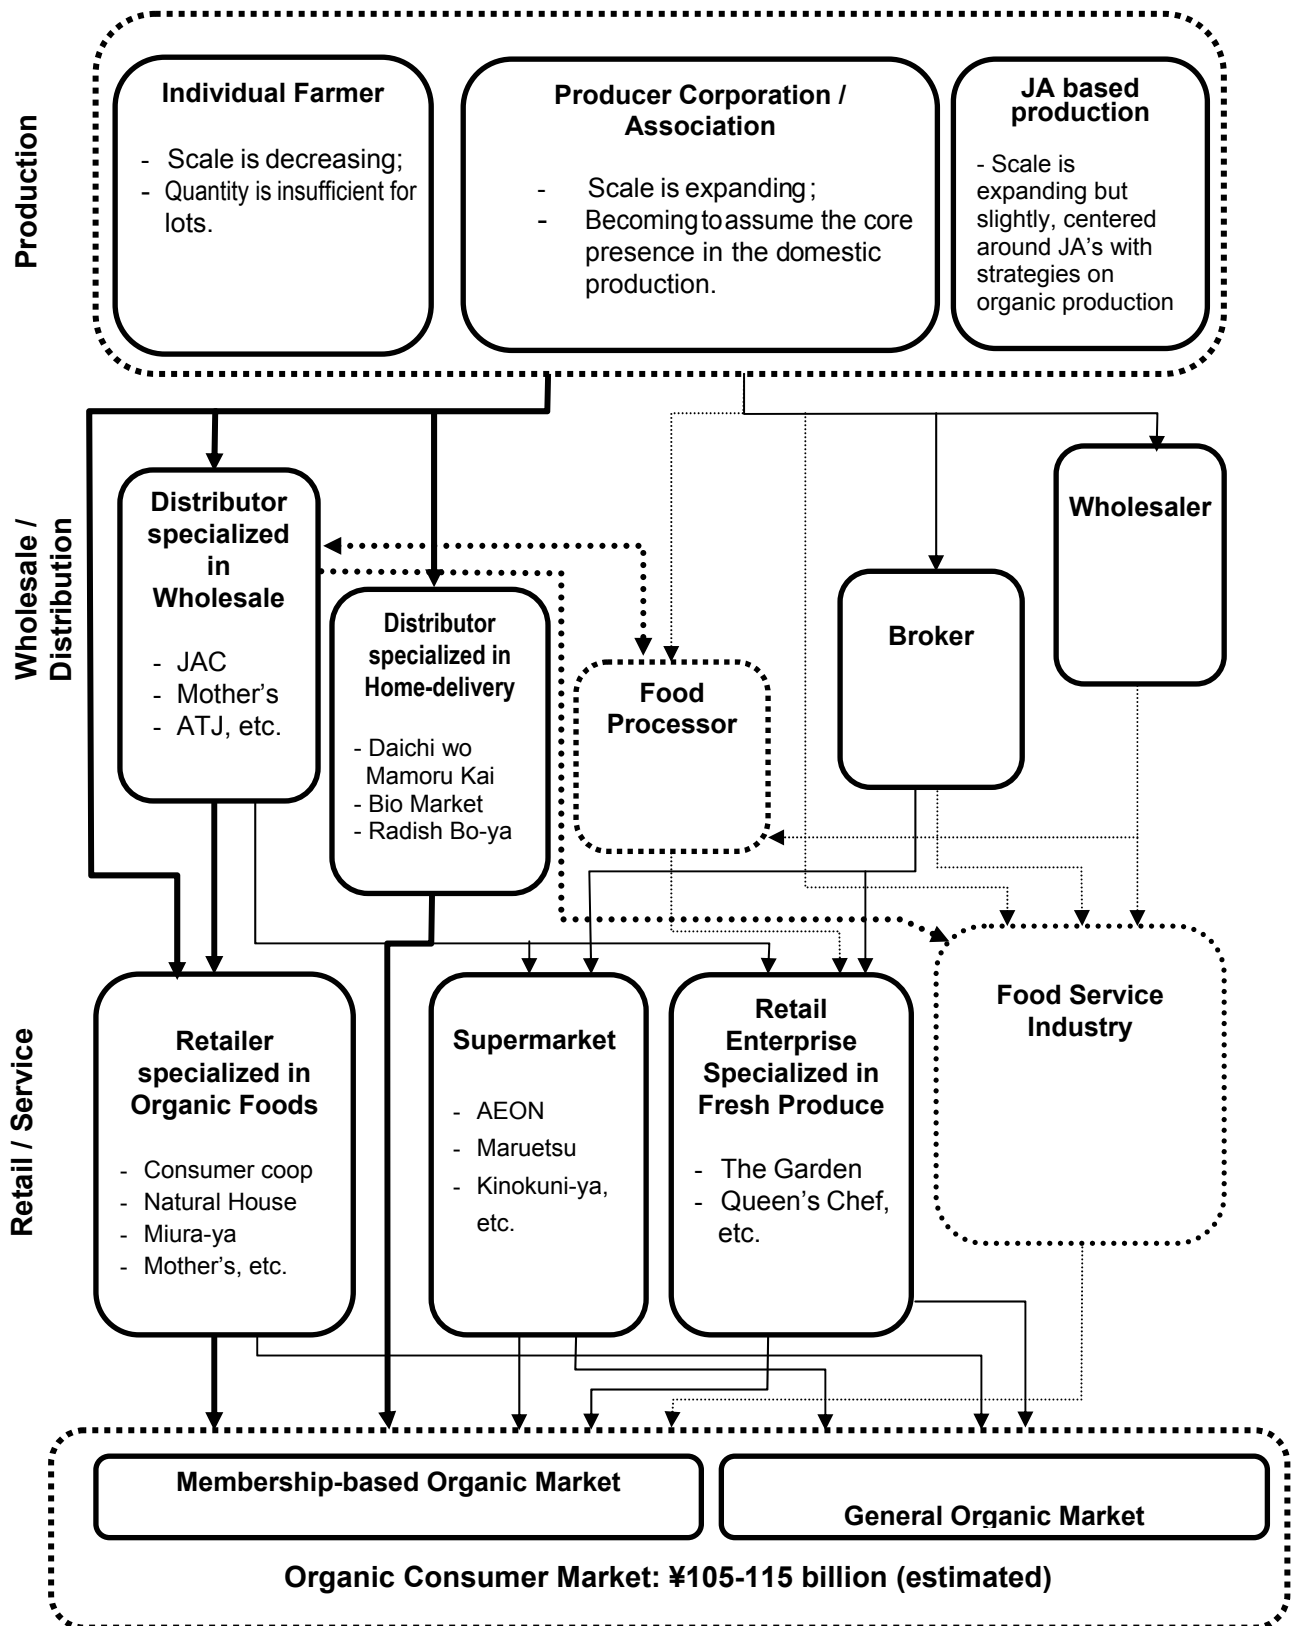 Production
Individual Farmer
- Scale is decreasing;
- Quantity is insufficient for
lots.
Producer Corporation /
Association
- Scale is expanding;
- Becoming to assume the core
presence in the domestic
production.
JA based
production
- Scale is
expanding but
slightly, centered
around JA's with
strategies on
organic production
Wholesale /
Distribution
Distributor
specialized
in
Wholesale
- JAC
- Mother's
- ATJ, etc.
Distributor
specialized in
Home-delivery
- Daichi wo
Mamoru Kai
- Bio Market
- Radish Bo-ya
Food
Processor
Broker
Wholesaler
Retail / Service
Retailer
specialized in
Organic Foods
- Consumer coop
- Natural House
- Miura-ya
- Mother's, etc.
Supermarket
- AEON
- Maruetsu
- Kinokuni-ya,
etc.
Retail
Enterprise
Specialized in
Fresh Produce
- The Garden
- Queen's Chef,
etc.
Food Service
Industry
Membership-based Organic Market
General Organic Market
Organic Consumer Market: ¥105-115 billion (estimated)